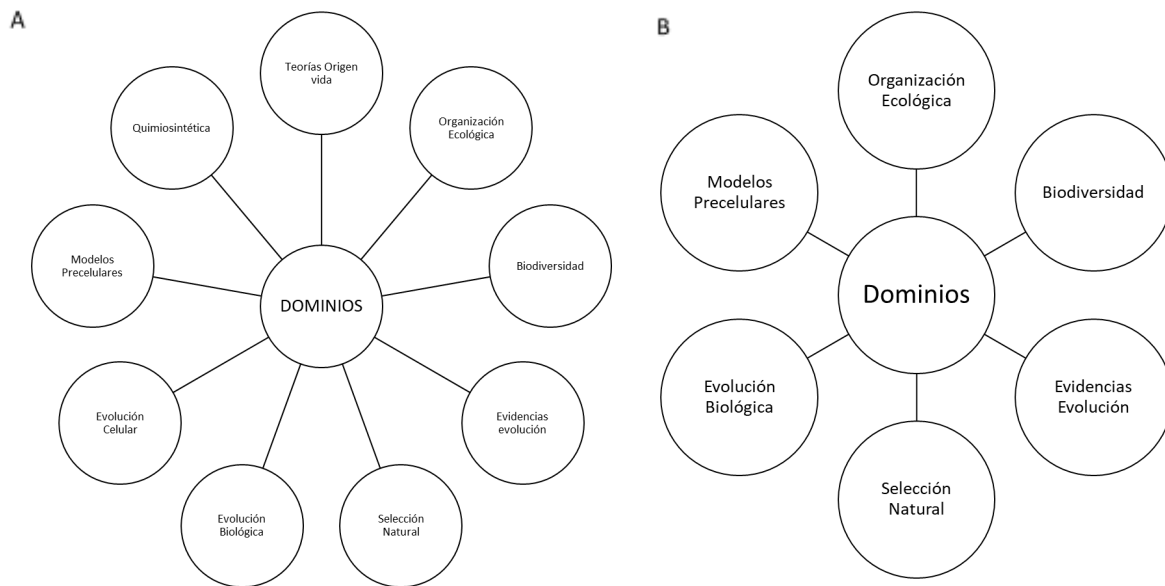 A
Teorías Origen
vida
Quimiosintética
Organización
Ecológica
Modelos
Precelulares
Biodiversidad
DOMINIOS
Evolución
Celular
Evidencias
evolución
Evolución
Biológica
Selección
Natural
B
Organización
Ecológica
Modelos
Precelulares
Biodiversidad
Dominios
Evolución
Biológica
Evidencias
Evolución
Selección
Natural